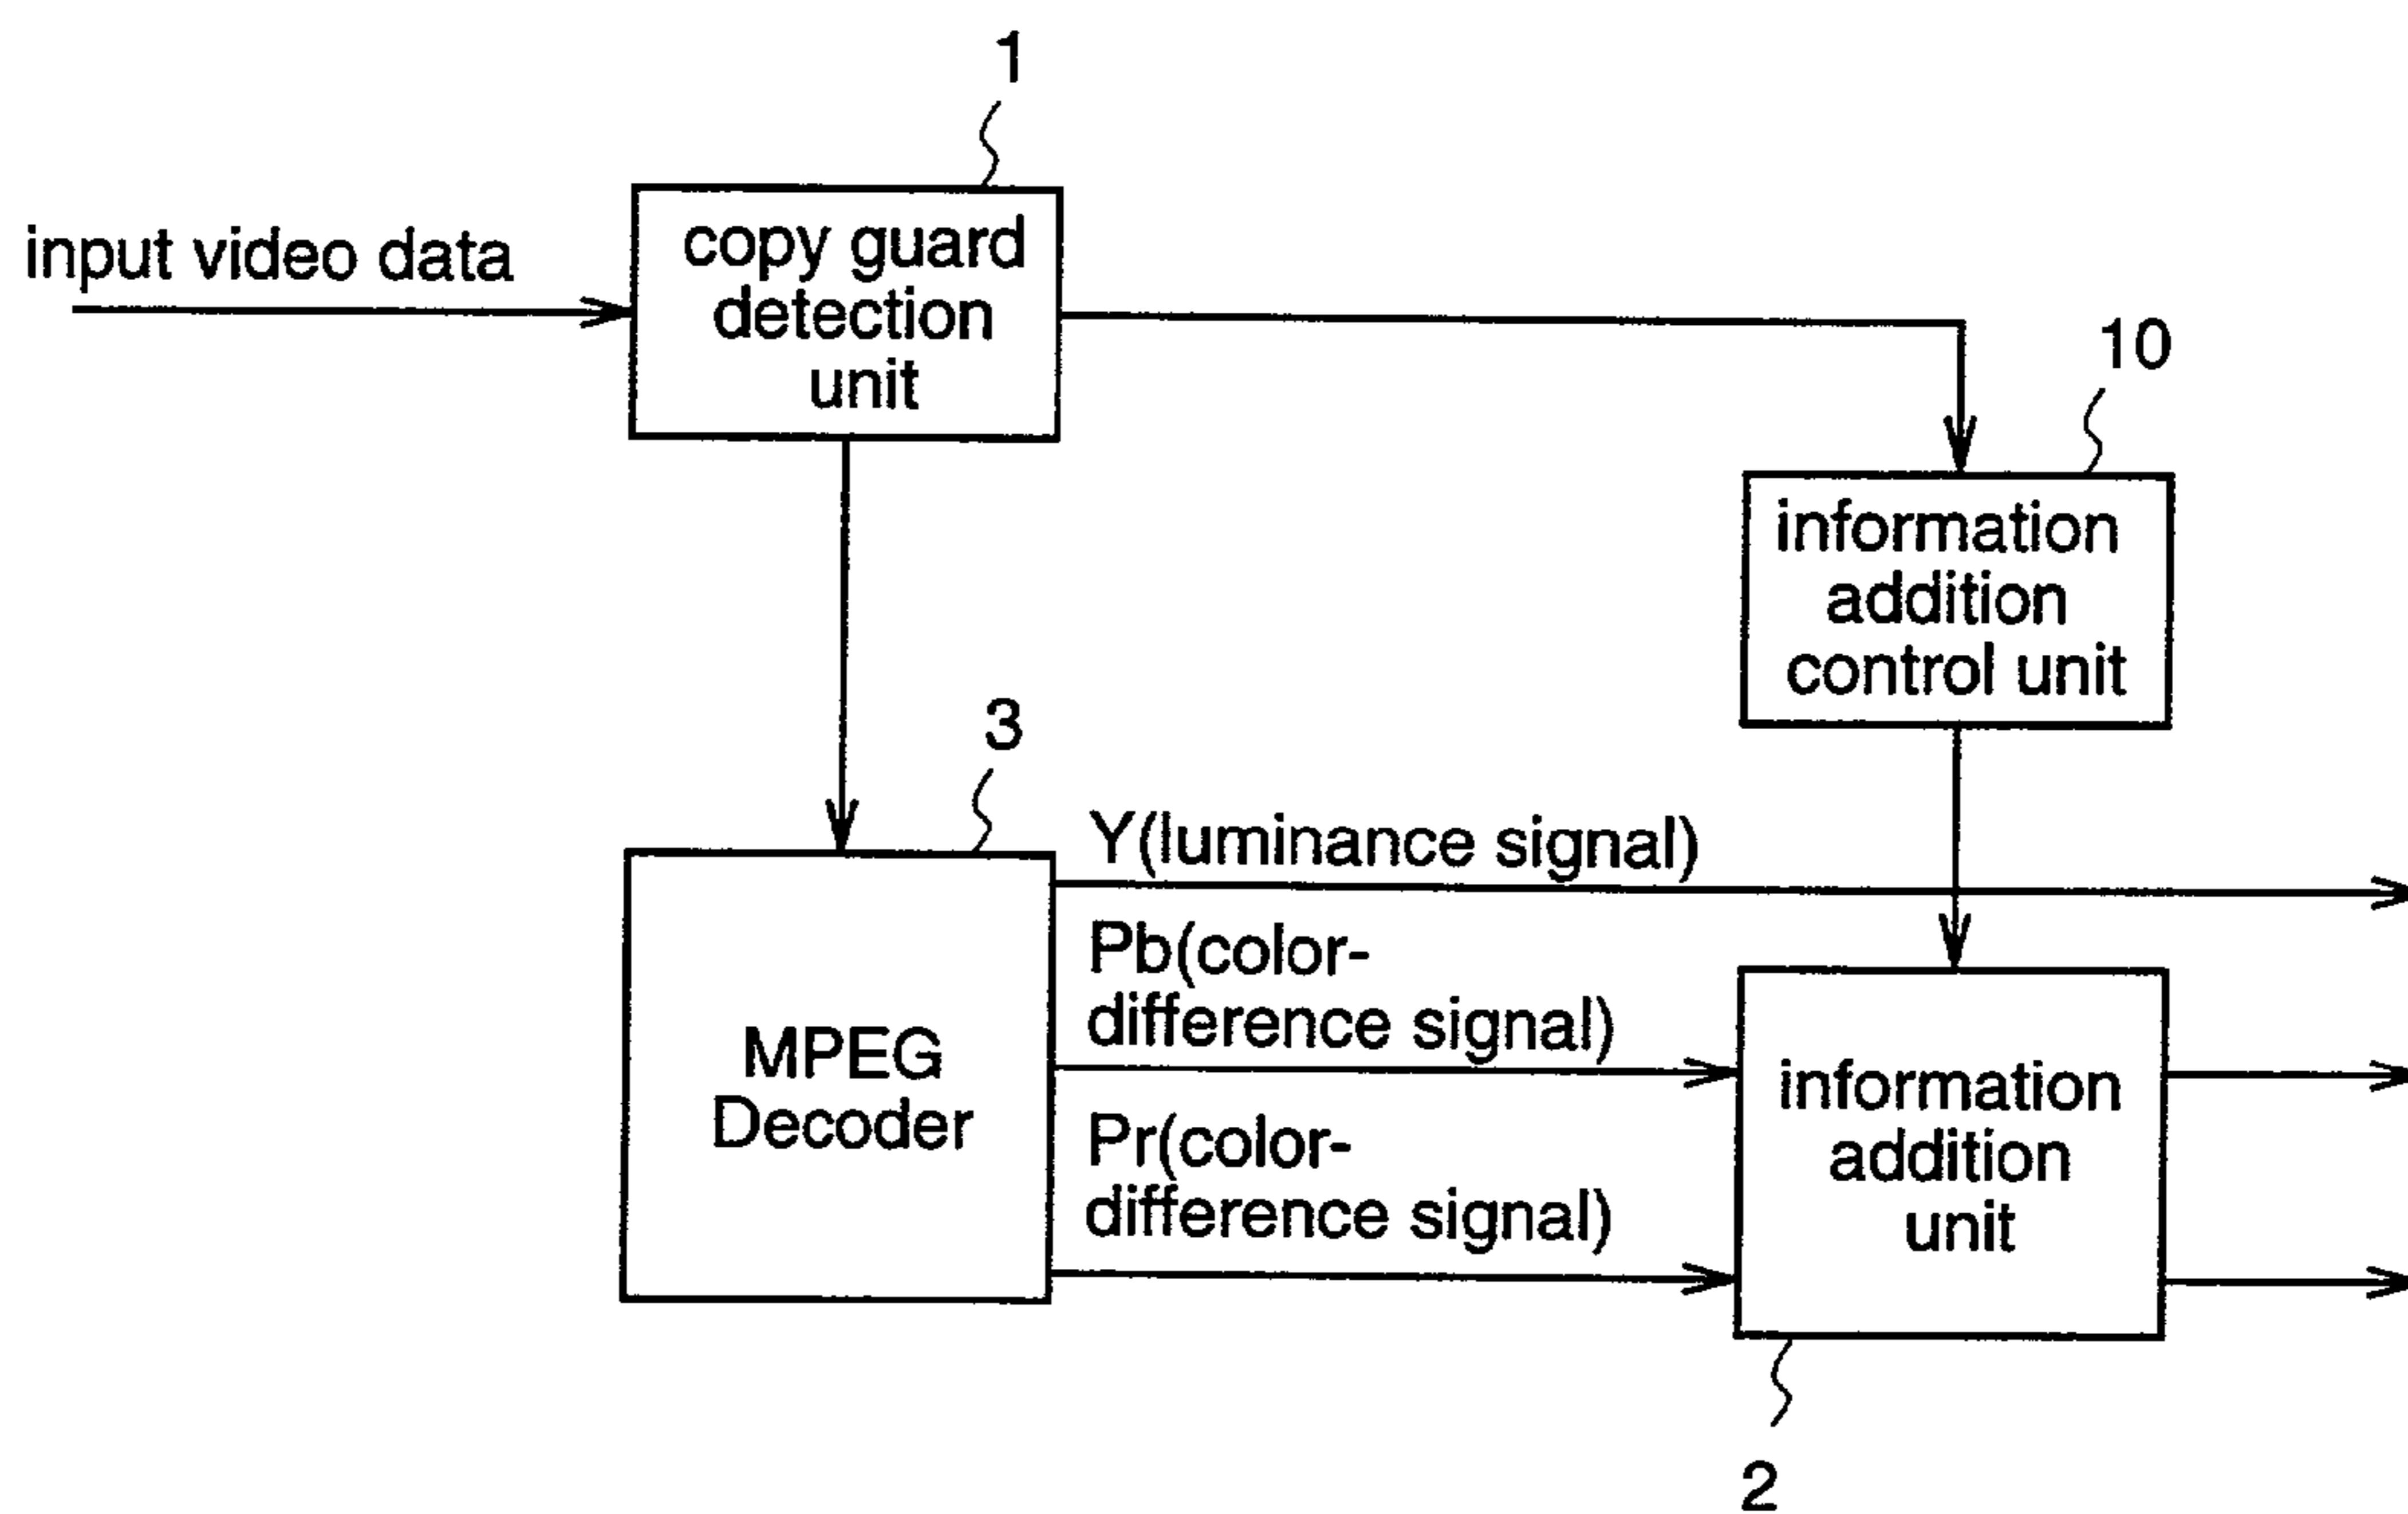 1
input video data
copy guard
detection
unit
10
information
addition
control unit
3
Y(luminance signal)
Pb(color-
difference signal)
MPEG
Decoder
Pr(color-
difference signal)
information
addition
unit
2